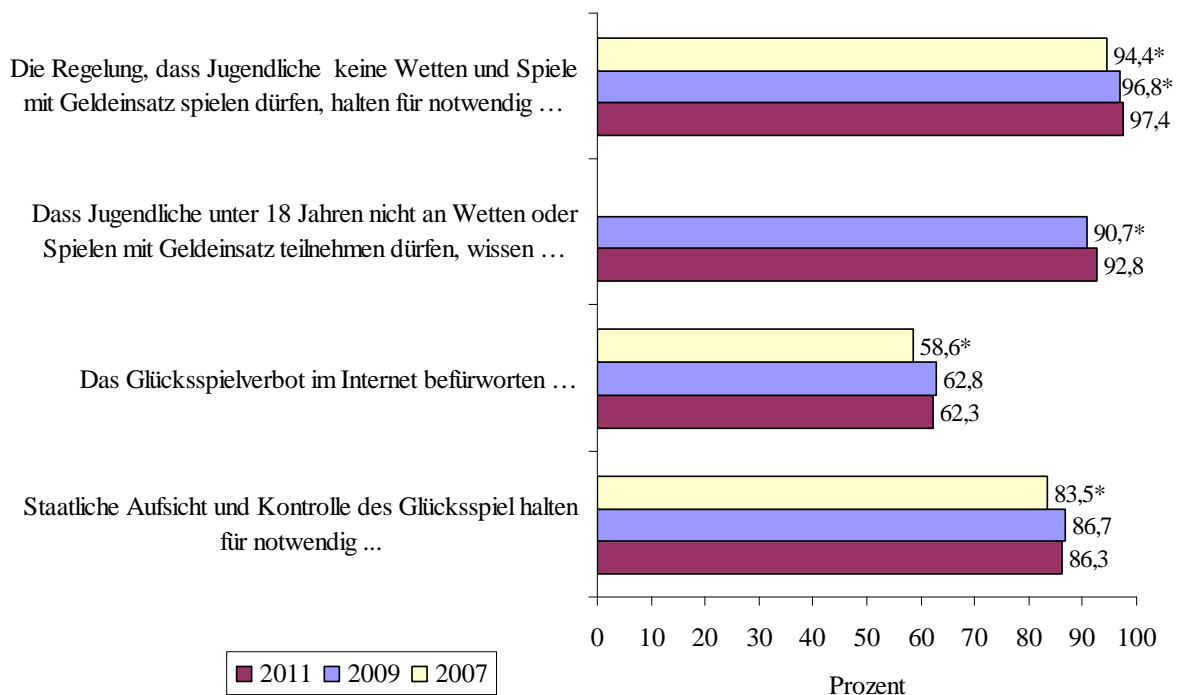 Die Regelung, dass Jugendliche keine Wetten und Spiele
mit Geldeinsatz spielen dürfen, halten für notwendig …
94,4*
96,8*
97,4
Dass Jugendliche unter 18 Jahren nicht an Wetten oder
Spielen mit Geldeinsatz teilnehmen dürfen, wissen …
90,7*
92,8
Das Glücksspielverbot im Internet befürworten …
58,6*
62,8
62,3
Staatliche Aufsicht und Kontrolle des Glücksspiel halten
für notwendig ...
83,5*
86,7
86,3
0 10 20 30 40 50 60 70 80 90 100
Prozent
2011 2009 2007